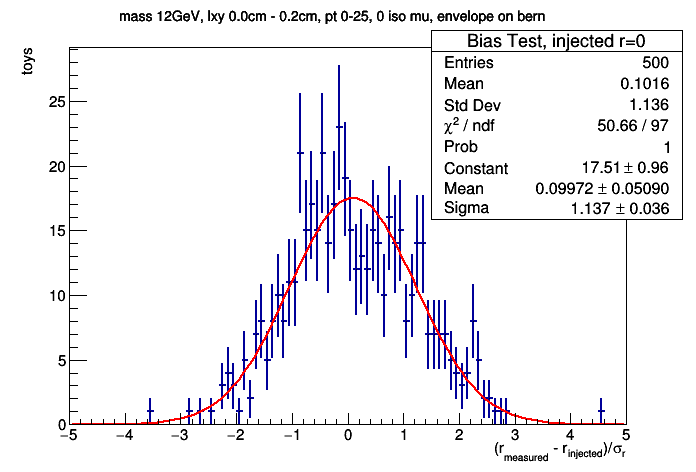 mass 12GeV, lxy 0.0cm - 0.2cm, pt 0-25, 0 iso mu, envelope on bern
toys
Bias Test, injected r=0
Entries 500
Mean 0.1016
Std Dev 1.136
χ² / ndf 50.66 / 97
Prob 1
Constant 17.51 ± 0.96
Mean 0.09972 ± 0.05090
Sigma 1.137 ± 0.036
25
20
15
10
5
0
−5 −4 −3 −2 −1 0 1 2 3 4 5
(r_measured - r_injected)/σ_r